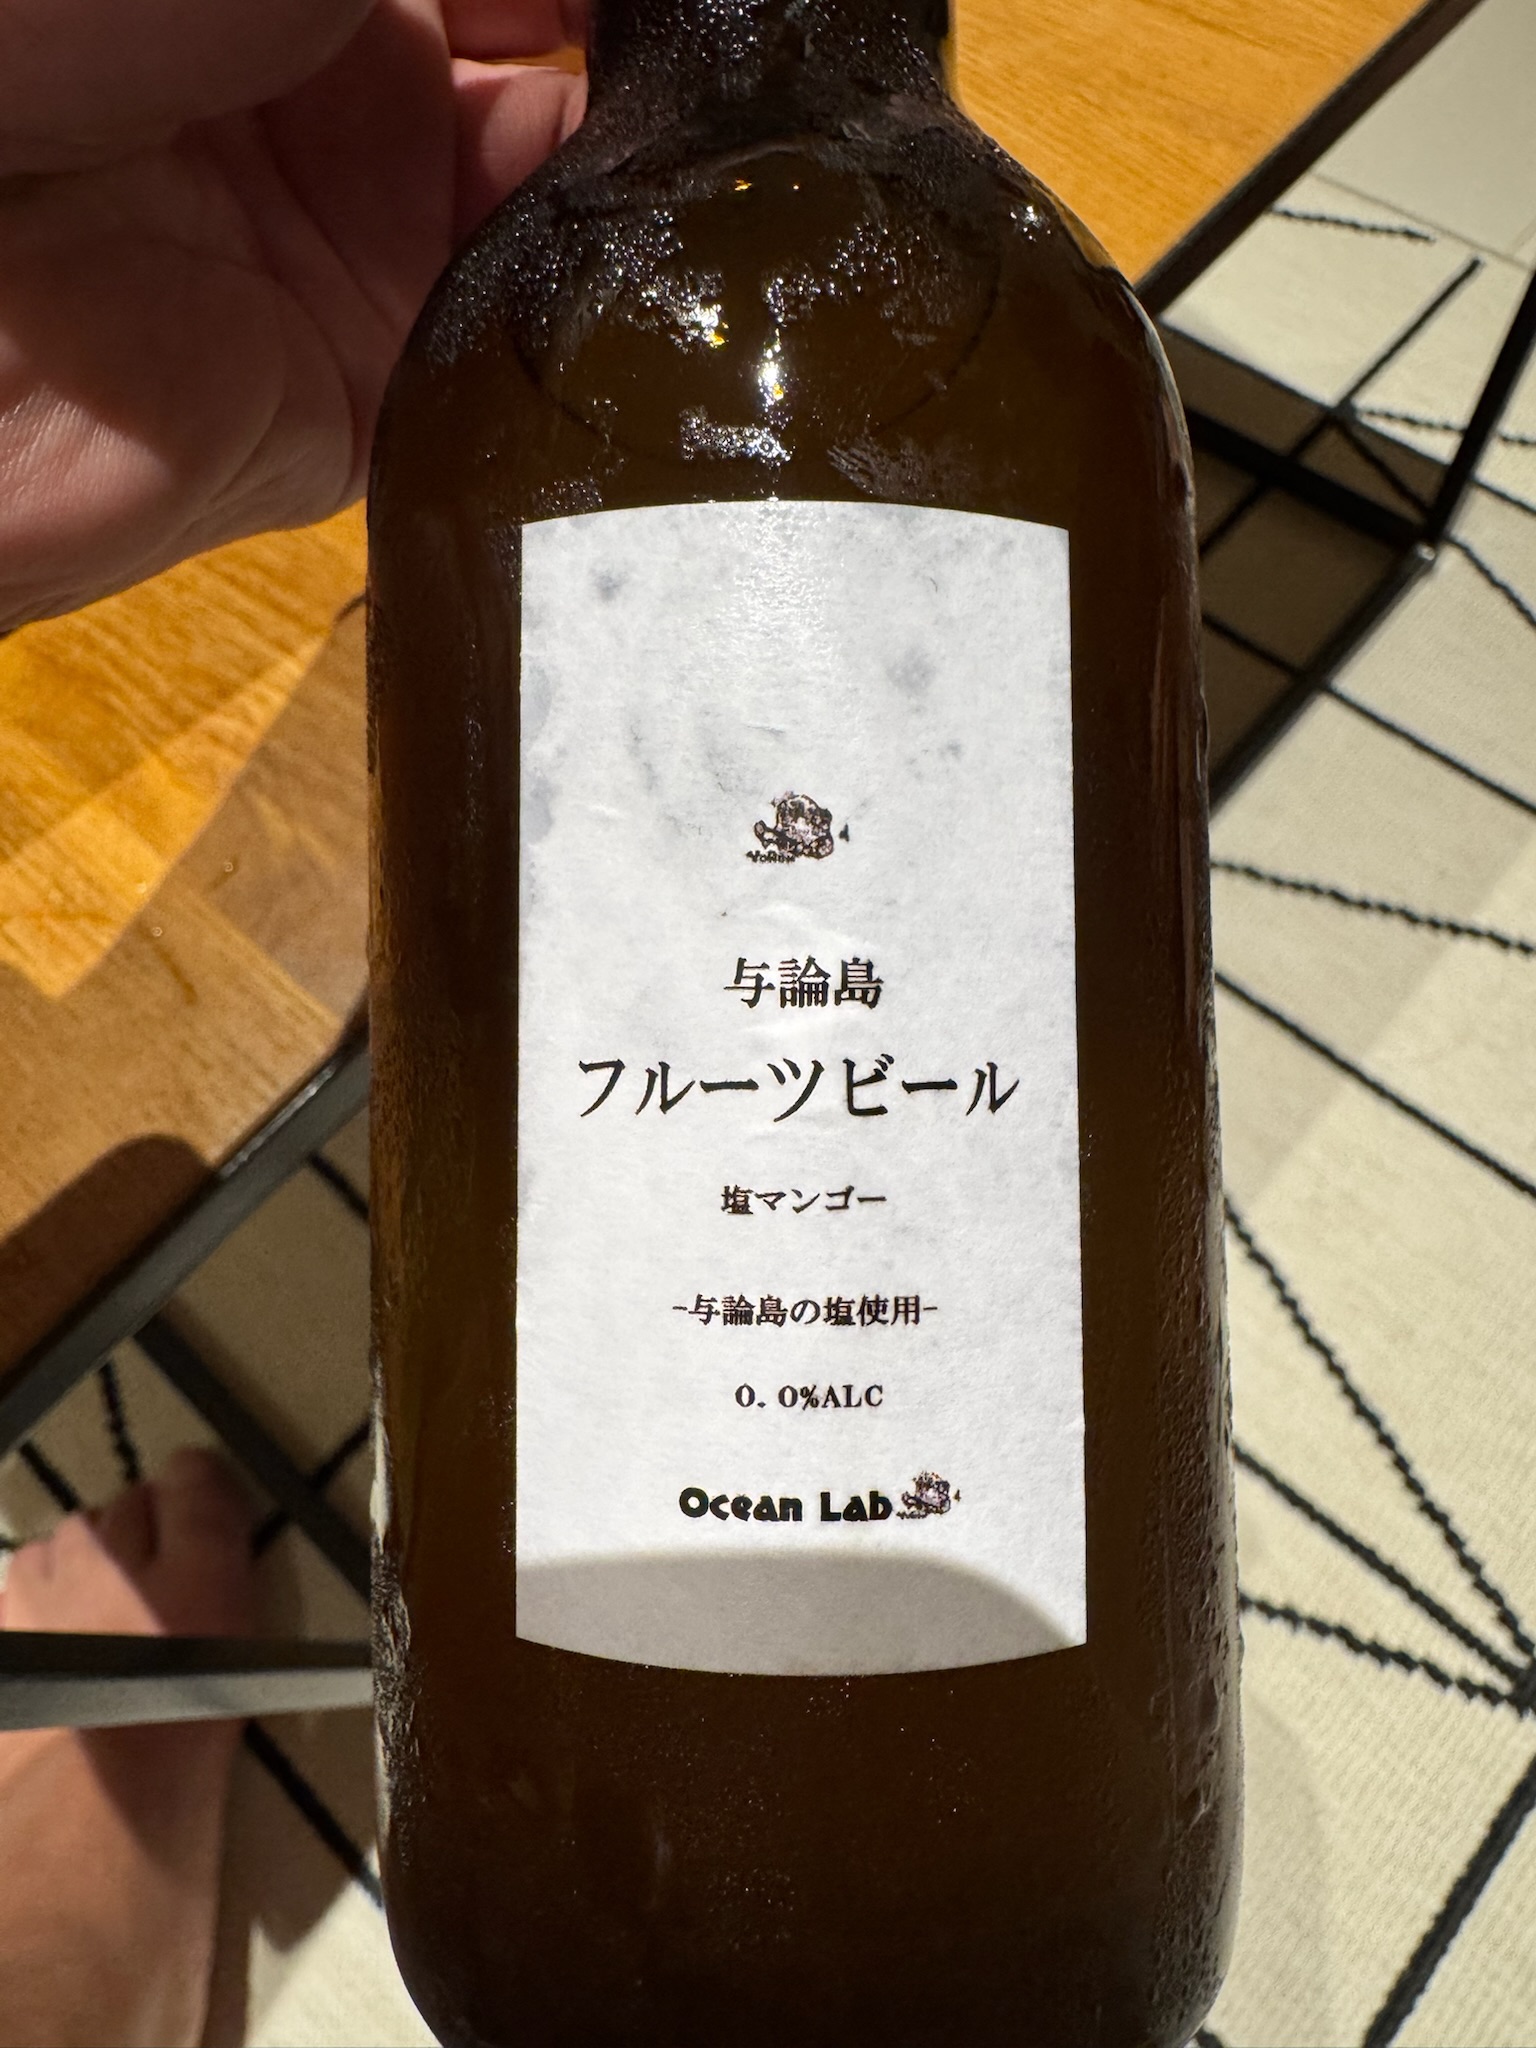 YORON
与論島
フルーツビール
塩マンゴー
-与論島の塩使用-
0.0%ALC
Ocean Lab